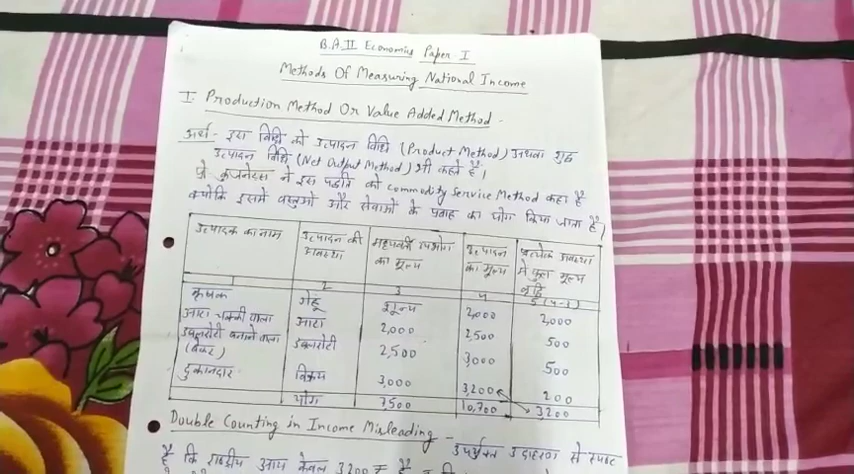 B.A.II Economics Paper I
Methods Of Measuring National Income
I. Production Method Or Value Added Method -
अर्थ - इस विधि को उत्पादन विधि (Product Method) अथवा शुद्ध
उत्पादन विधि (Net Output Method) भी कहते हैं।
प्रो कुजनेट्स ने इस पद्धति को commodity Service Method कहा है
क्योंकि इसमें वस्तुओं और सेवाओं के प्रवाह का योग किया जाता है।
उत्पादक का नाम उत्पादन की अवस्था मध्यवर्ती उपभोग का मूल्य उत्पादन का मूल्य प्रत्येक अवस्था में कुल मूल्य वृद्धि
1 2 3 4 5 (4-3)
कृषक गेहूं शून्य 2,000 2,000
आटा चक्की वाला आटा 2,000 2,500 500
डबलरोटी बनाने वाला (बेकर) डबलरोटी 2,500 3,000 500
दुकानदार विक्रय 3,000 3,200 200
योग 7,500 10,700 3200
Double Counting in Income Misleading - उपर्युक्त उदाहरण से स्पष्ट
है कि राष्ट्रीय आय केवल 3200 ₹ है